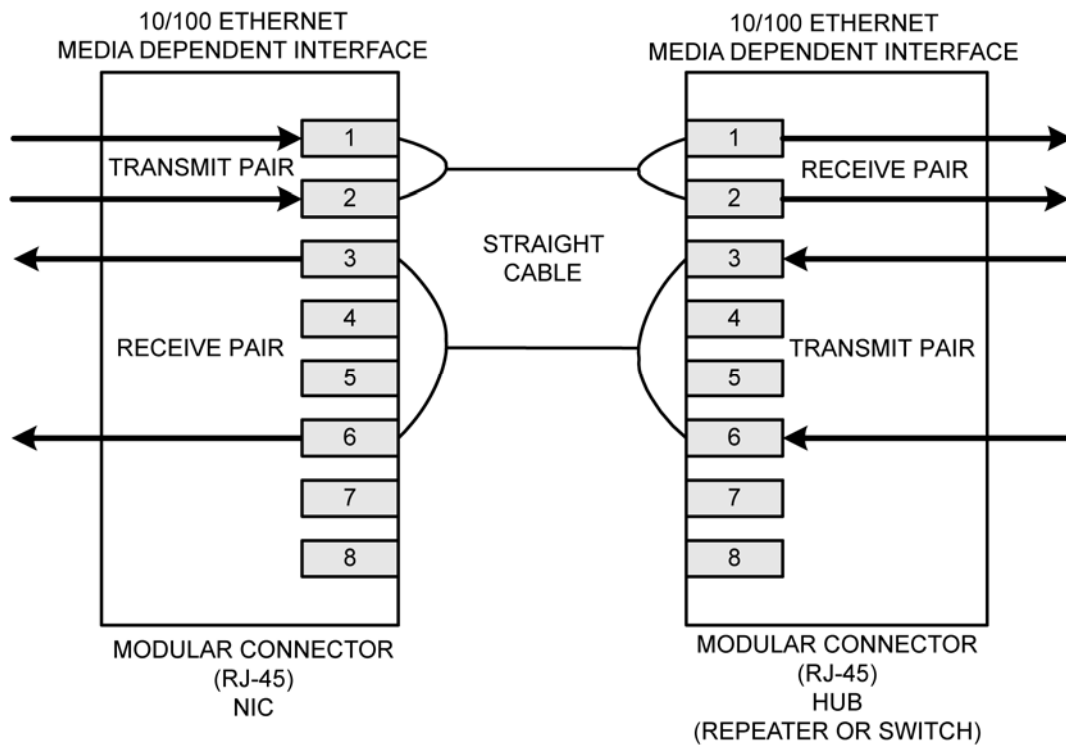 10/100 ETHERNET
MEDIA DEPENDENT INTERFACE
1
TRANSMIT PAIR
2
3
4
RECEIVE PAIR
5
6
7
8
MODULAR CONNECTOR
(RJ-45)
NIC
STRAIGHT
CABLE
10/100 ETHERNET
MEDIA DEPENDENT INTERFACE
1
RECEIVE PAIR
2
3
4
TRANSMIT PAIR
5
6
7
8
MODULAR CONNECTOR
(RJ-45)
HUB
(REPEATER OR SWITCH)